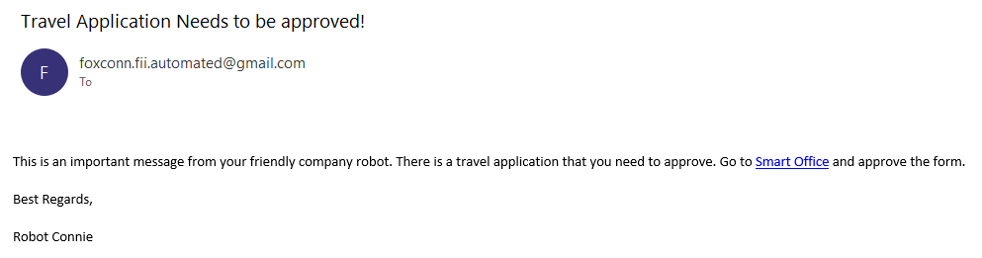 Travel Application Needs to be approved!
F
foxconn.fii.automated@gmail.com
To
This is an important message from your friendly company robot. There is a travel application that you need to approve. Go to Smart Office and approve the form.
Best Regards,
Robot Connie